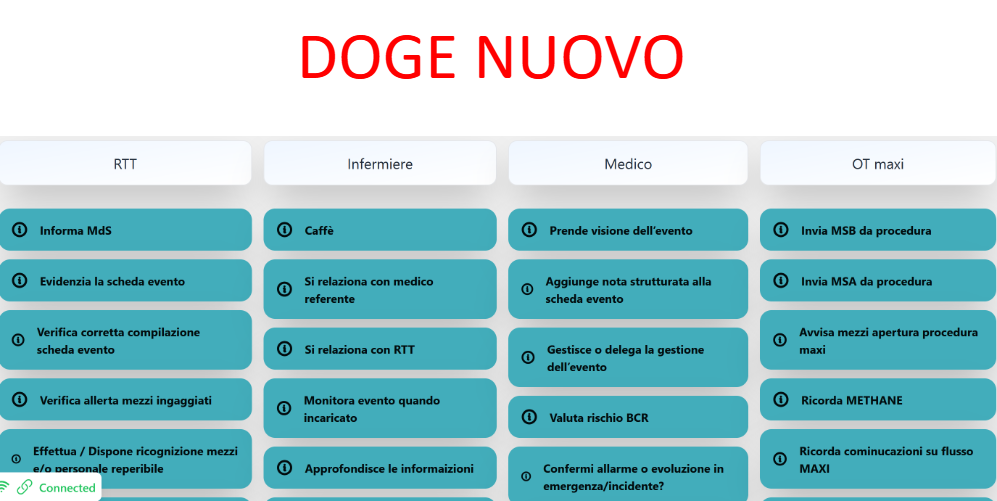 DOGE NUOVO
RTT
Infermiere
Medico
OT maxi
Informa MdS
Caffè
Prende visione dell'evento
Invia MSB da procedura
Evidenzia la scheda evento
Si relaziona con medico
referente
Aggiunge nota strutturata alla
scheda evento
Invia MSA da procedura
Verifica corretta compilazione
scheda evento
Si relaziona con RTT
Gestisce o delega la gestione
dell'evento
Avvisa mezzi apertura procedura
maxi
Verifica allerta mezzi ingaggiati
Monitora evento quando
incaricato
Valuta rischio BCR
Ricorda METHANE
Effettua / Dispone ricognizione mezzi
e/o personale reperibile
Approfondisce le informaizioni
Confermi allarme o evoluzione in
emergenza/incidente?
Ricorda cominucazioni su flusso
MAXI
Connected